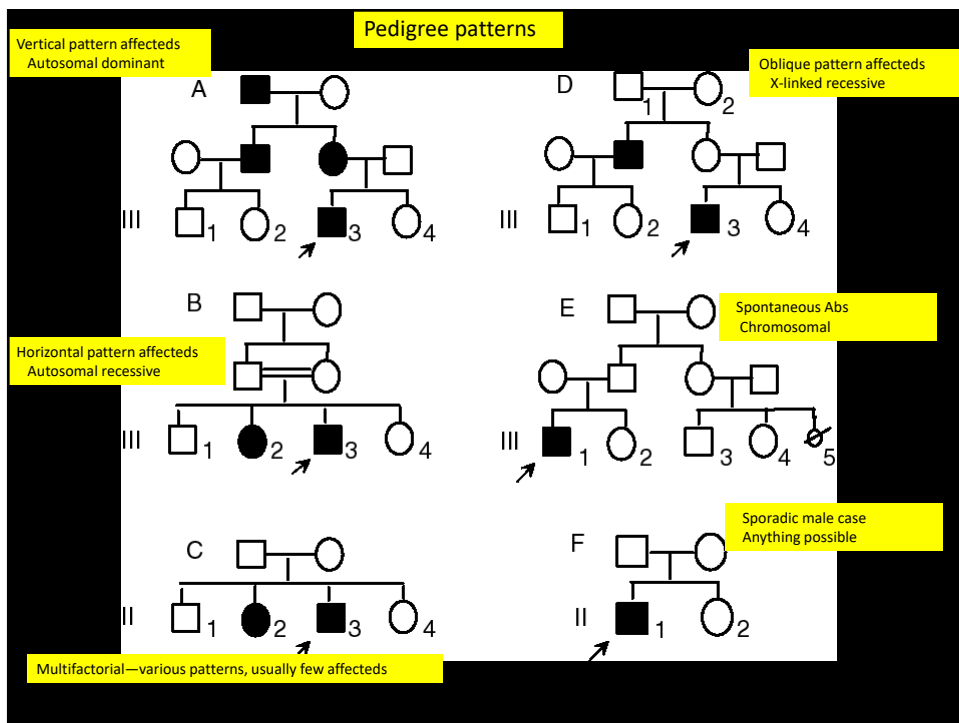 Pedigree patterns
Vertical pattern affecteds
Autosomal dominant
A
III
1
2
3
4
Oblique pattern affecteds
X-linked recessive
D
1
2
III
1
2
3
4
B
Horizontal pattern affecteds
Autosomal recessive
III
1
2
3
4
E
Spontaneous Abs
Chromosomal
III
1
2
3
4
5
C
II
1
2
3
4
Multifactorial—various patterns, usually few affecteds
Sporadic male case
Anything possible
F
II
1
2